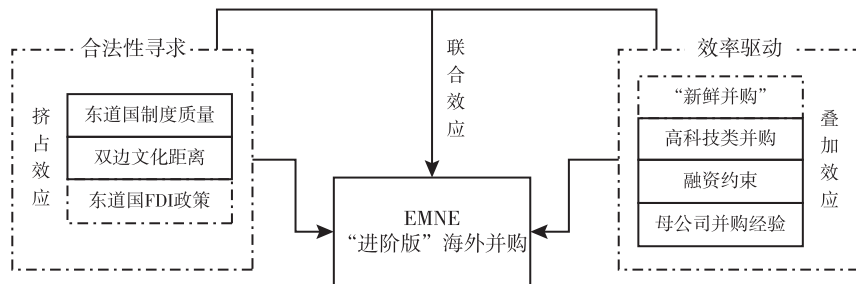 合法性寻求
挤占效应
东道国制度质量
双边文化距离
东道国FDI政策
联合效应
EMNE
“进阶版”海外并购
效率驱动
“新鲜并购”
高科技类并购
融资约束
母公司并购经验
叠加效应